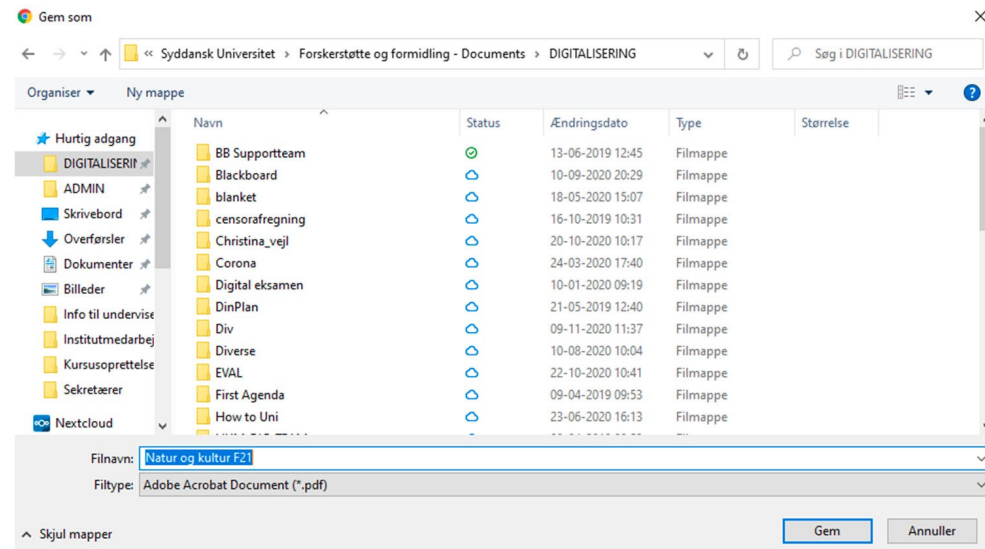 Gem som
« Syddansk Universitet › Forskerstøtte og formidling - Documents › DIGITALISERING
Søg i DIGITALISERING
Organiser Ny mappe
Navn Status Ændringsdato Type Størrelse
Hurtig adgang
DIGITALISERIN
ADMIN
Skrivebord
Overførsler
Dokumenter
Billeder
Info til undervise
Institutmedarbej
Kursusoprettelse
Sekretærer
Nextcloud
BB Supportteam 13-06-2019 12:45 Filmappe
Blackboard 10-09-2020 20:29 Filmappe
blanket 18-05-2020 15:07 Filmappe
censorafregning 16-10-2019 10:31 Filmappe
Christina_vejl 20-10-2020 10:17 Filmappe
Corona 24-03-2020 17:40 Filmappe
Digital eksamen 10-01-2020 09:19 Filmappe
DinPlan 21-05-2019 12:40 Filmappe
Div 09-11-2020 11:37 Filmappe
Diverse 10-08-2020 10:04 Filmappe
EVAL 22-10-2020 10:41 Filmappe
First Agenda 09-04-2019 09:53 Filmappe
How to Uni 23-06-2020 16:13 Filmappe
Filnavn: Natur og kultur F21
Filtype: Adobe Acrobat Document (*.pdf)
Skjul mapper
Gem Annuller